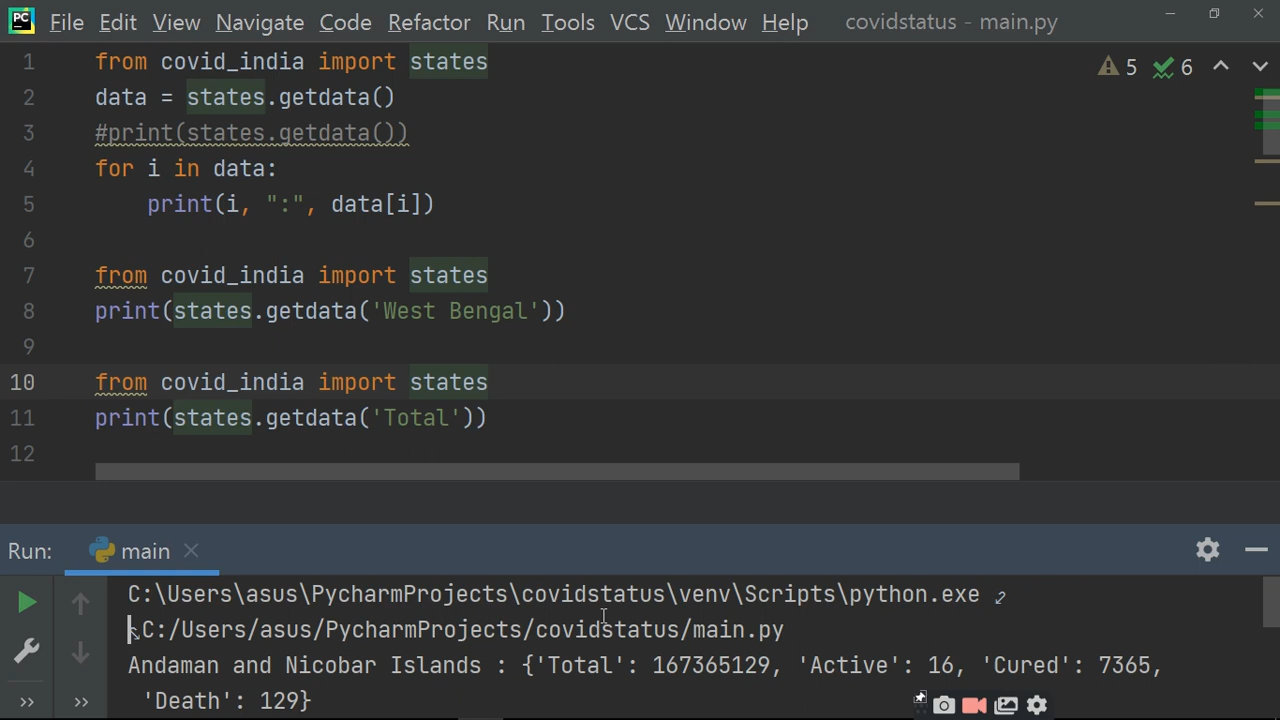 PC File Edit View Navigate Code Refactor Run Tools VCS Window Help covidstatus - main.py
1 from covid_india import states
5 6
2 data = states.getdata()
3 #print(states.getdata())
4 for i in data:
5 print(i, ":", data[i])
6
7 from covid_india import states
8 print(states.getdata('West Bengal'))
9
10 from covid_india import states
11 print(states.getdata('Total'))
12
Run: main
C:\Users\asus\PycharmProjects\covidstatus\venv\Scripts\python.exe
C:/Users/asus/PycharmProjects/covidstatus/main.py
Andaman and Nicobar Islands : {'Total': 167365129, 'Active': 16, 'Cured': 7365,
'Death': 129}